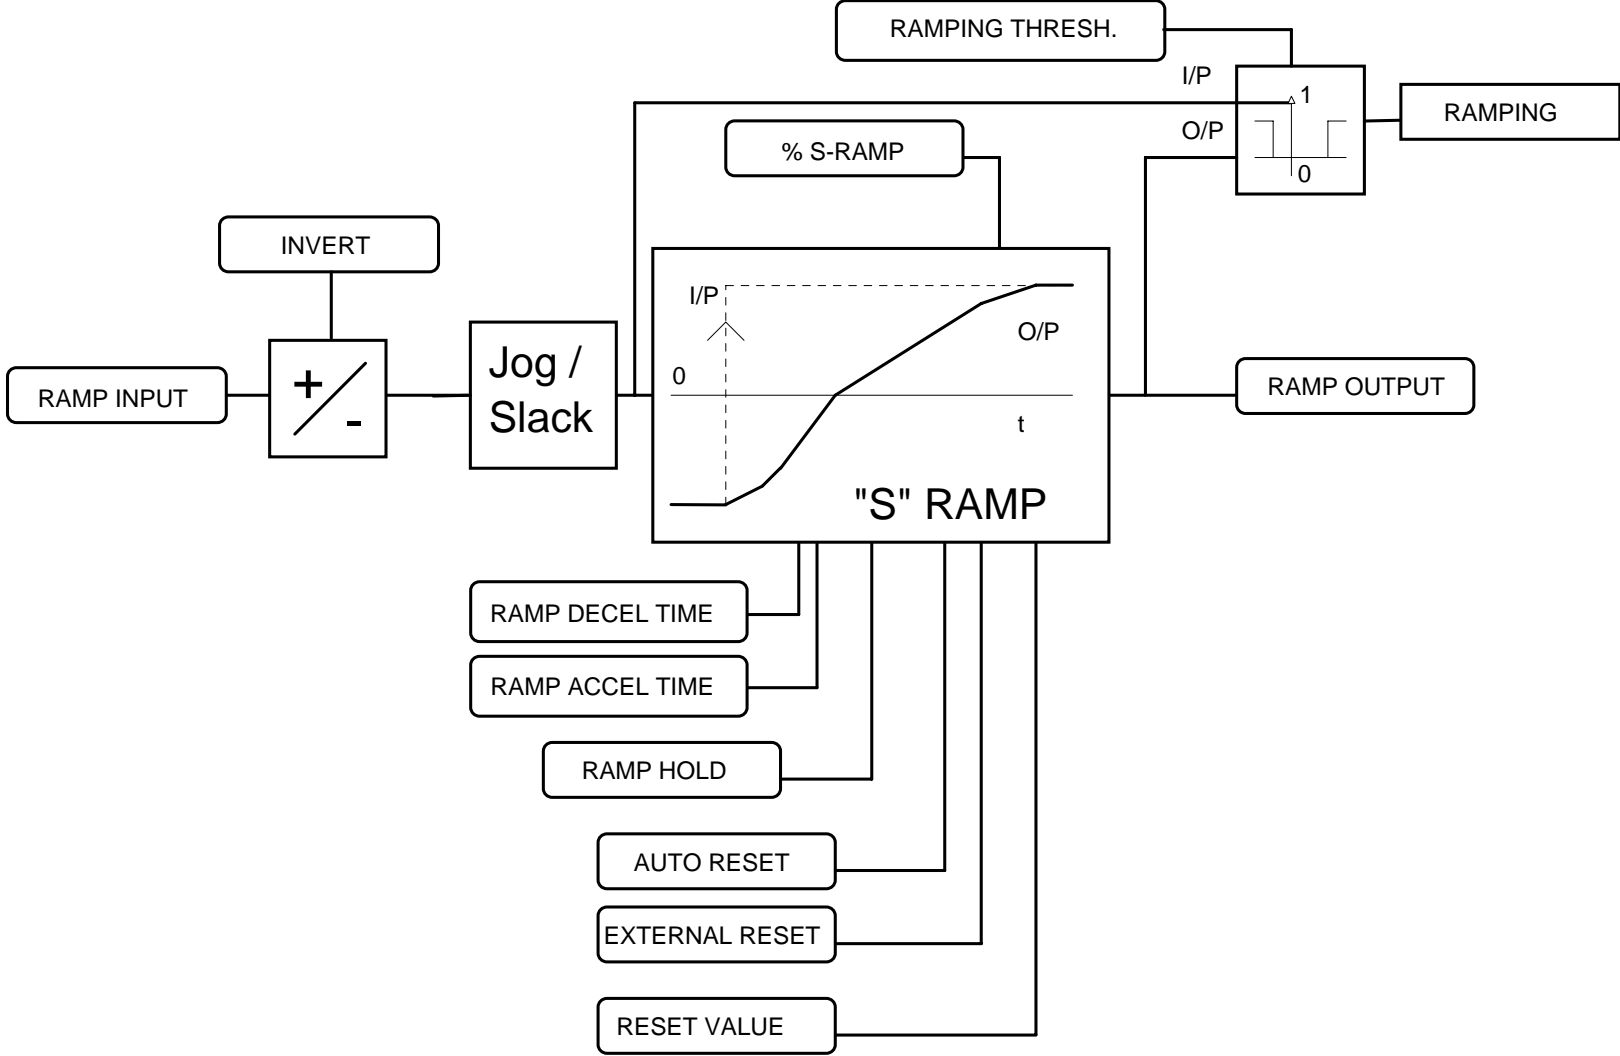 RAMPING THRESH.
I/P
1
RAMPING
O/P
0
% S-RAMP
INVERT
I/P
O/P
0
t
"S" RAMP
Jog /
Slack
+
-
RAMP INPUT
RAMP OUTPUT
RAMP DECEL TIME
RAMP ACCEL TIME
RAMP HOLD
AUTO RESET
EXTERNAL RESET
RESET VALUE